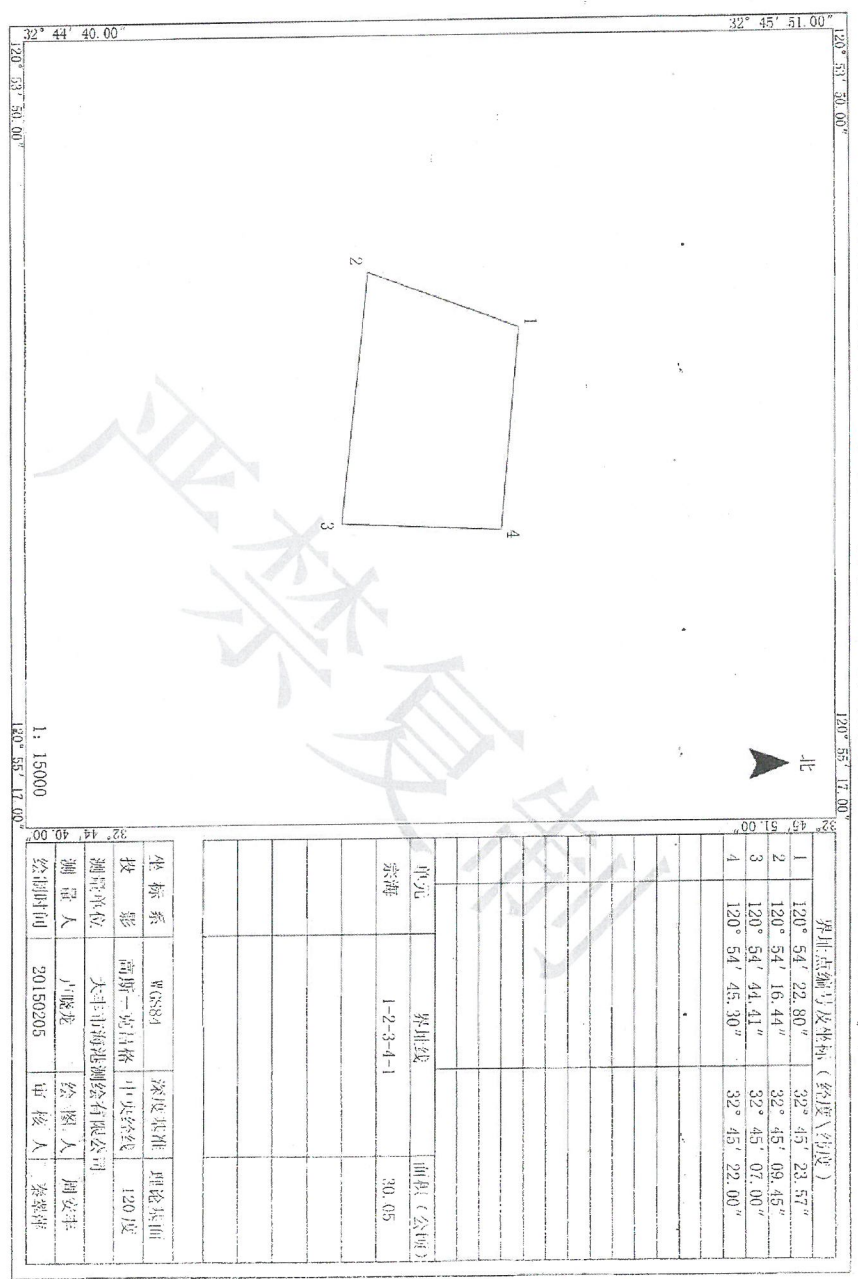 32° 45′ 51.00″
120° 53′ 50.00″
32° 44′ 40.00″
120° 53′ 50.00″
北
1
2
3
4
1: 15000
120° 55′ 17.00″
32° 45′ 51.00″
120° 55′ 17.00″
32° 44′ 40.00″
界址点编号及坐标（经度\纬度）
1 120° 54′ 22.80″ 32° 45′ 23.57″
2 120° 54′ 16.44″ 32° 45′ 09.45″
3 120° 54′ 44.41″ 32° 45′ 07.00″
4 120° 54′ 45.30″ 32° 45′ 22.00″
单元 界址线 面积（公顷）
宗海 1-2-3-4-1 30.05
坐标系 WGS84 深度基准 理论基面
投影 高斯－克吕格 中央经线 120度
测量单位 大丰市海港测绘有限公司
测量人 卢晓龙 绘图人 周安丰
绘制时间 20150205 审核人
严禁复制